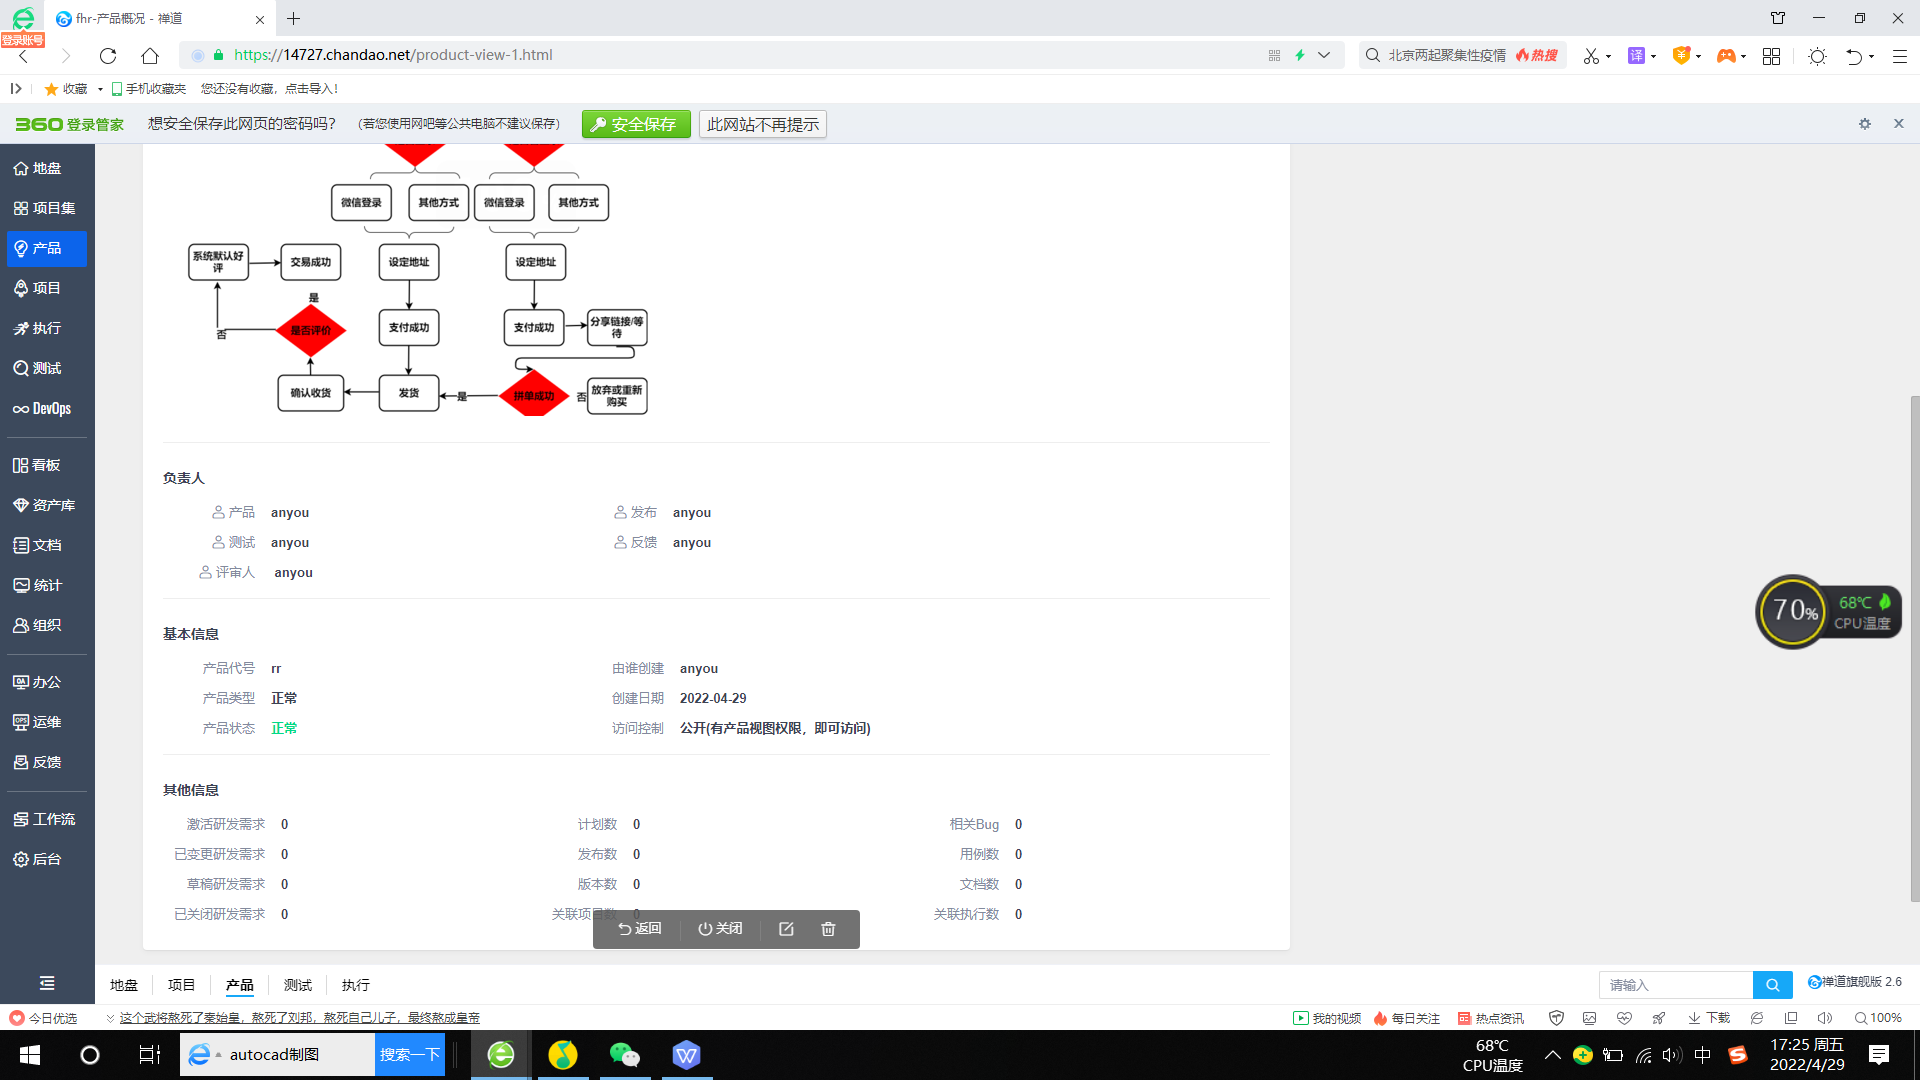 fhr-产品概况 - 禅道
登录账号
https://14727.chandao.net/product-view-1.html
北京两起聚集性疫情 热搜
译
收藏 手机收藏夹 您还没有收藏，点击导入！
360 登录管家 想安全保存此网页的密码吗？ （若您使用网吧等公共电脑不建议保存） 安全保存 此网站不再提示
地盘
项目集
产品
项目
执行
测试
DevOps
看板
资产库
文档
统计
组织
办公
运维
反馈
工作流
后台
微信登录 其他方式 微信登录 其他方式
系统默认好评 交易成功 设定地址 设定地址
是
否 是否评价 支付成功 支付成功 分享链接/等待
确认收货 发货 是 拼单成功 否 放弃或重新购买
负责人
产品 anyou 发布 anyou
测试 anyou 反馈 anyou
评审人 anyou
基本信息
产品代号 rr 由谁创建 anyou
产品类型 正常 创建日期 2022-04-29
产品状态 正常 访问控制 公开(有产品视图权限，即可访问)
其他信息
激活研发需求 0 计划数 0 相关Bug 0
已变更研发需求 0 发布数 0 用例数 0
草稿研发需求 0 版本数 0 文档数 0
已关闭研发需求 0 关联项目数 0 关联执行数 0
返回 关闭
70% 68℃
CPU温度
地盘 项目 产品 测试 执行 请输入 禅道旗舰版 2.6
今日优选 这个武将熬死了秦始皇，熬死了刘邦，熬死自己儿子，最终熬成皇帝 我的视频 每日关注 热点资讯 下载 100%
autocad制图 搜索一下
68℃
CPU温度
中
17:25 周五
2022/4/29